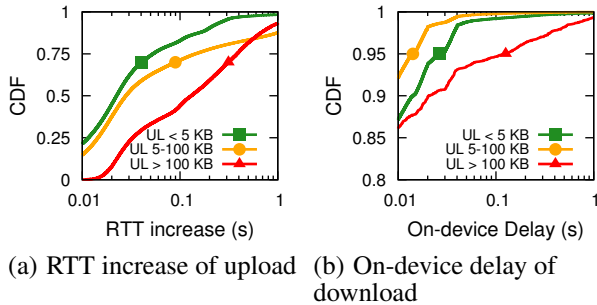 1
0.75
0.5
0.25
0
CDF
UL < 5 KB
UL 5-100 KB
UL > 100 KB
0.01
0.1
1
RTT increase (s)
(a) RTT increase of upload
1
0.95
0.9
0.85
0.8
CDF
UL < 5 KB
UL 5-100 KB
UL > 100 KB
0.01
0.1
1
On-device Delay (s)
(b) On-device delay of
download